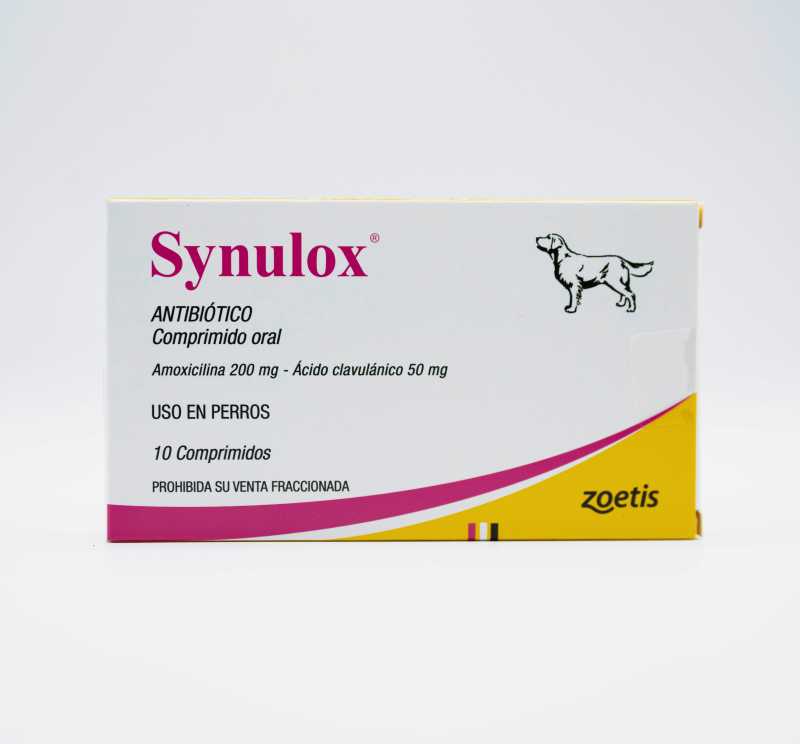 Synulox®
ANTIBIÓTICO
Comprimido oral
Amoxicilina 200 mg - Ácido clavulánico 50 mg
USO EN PERROS
10 Comprimidos
PROHIBIDA SU VENTA FRACCIONADA
zoetis